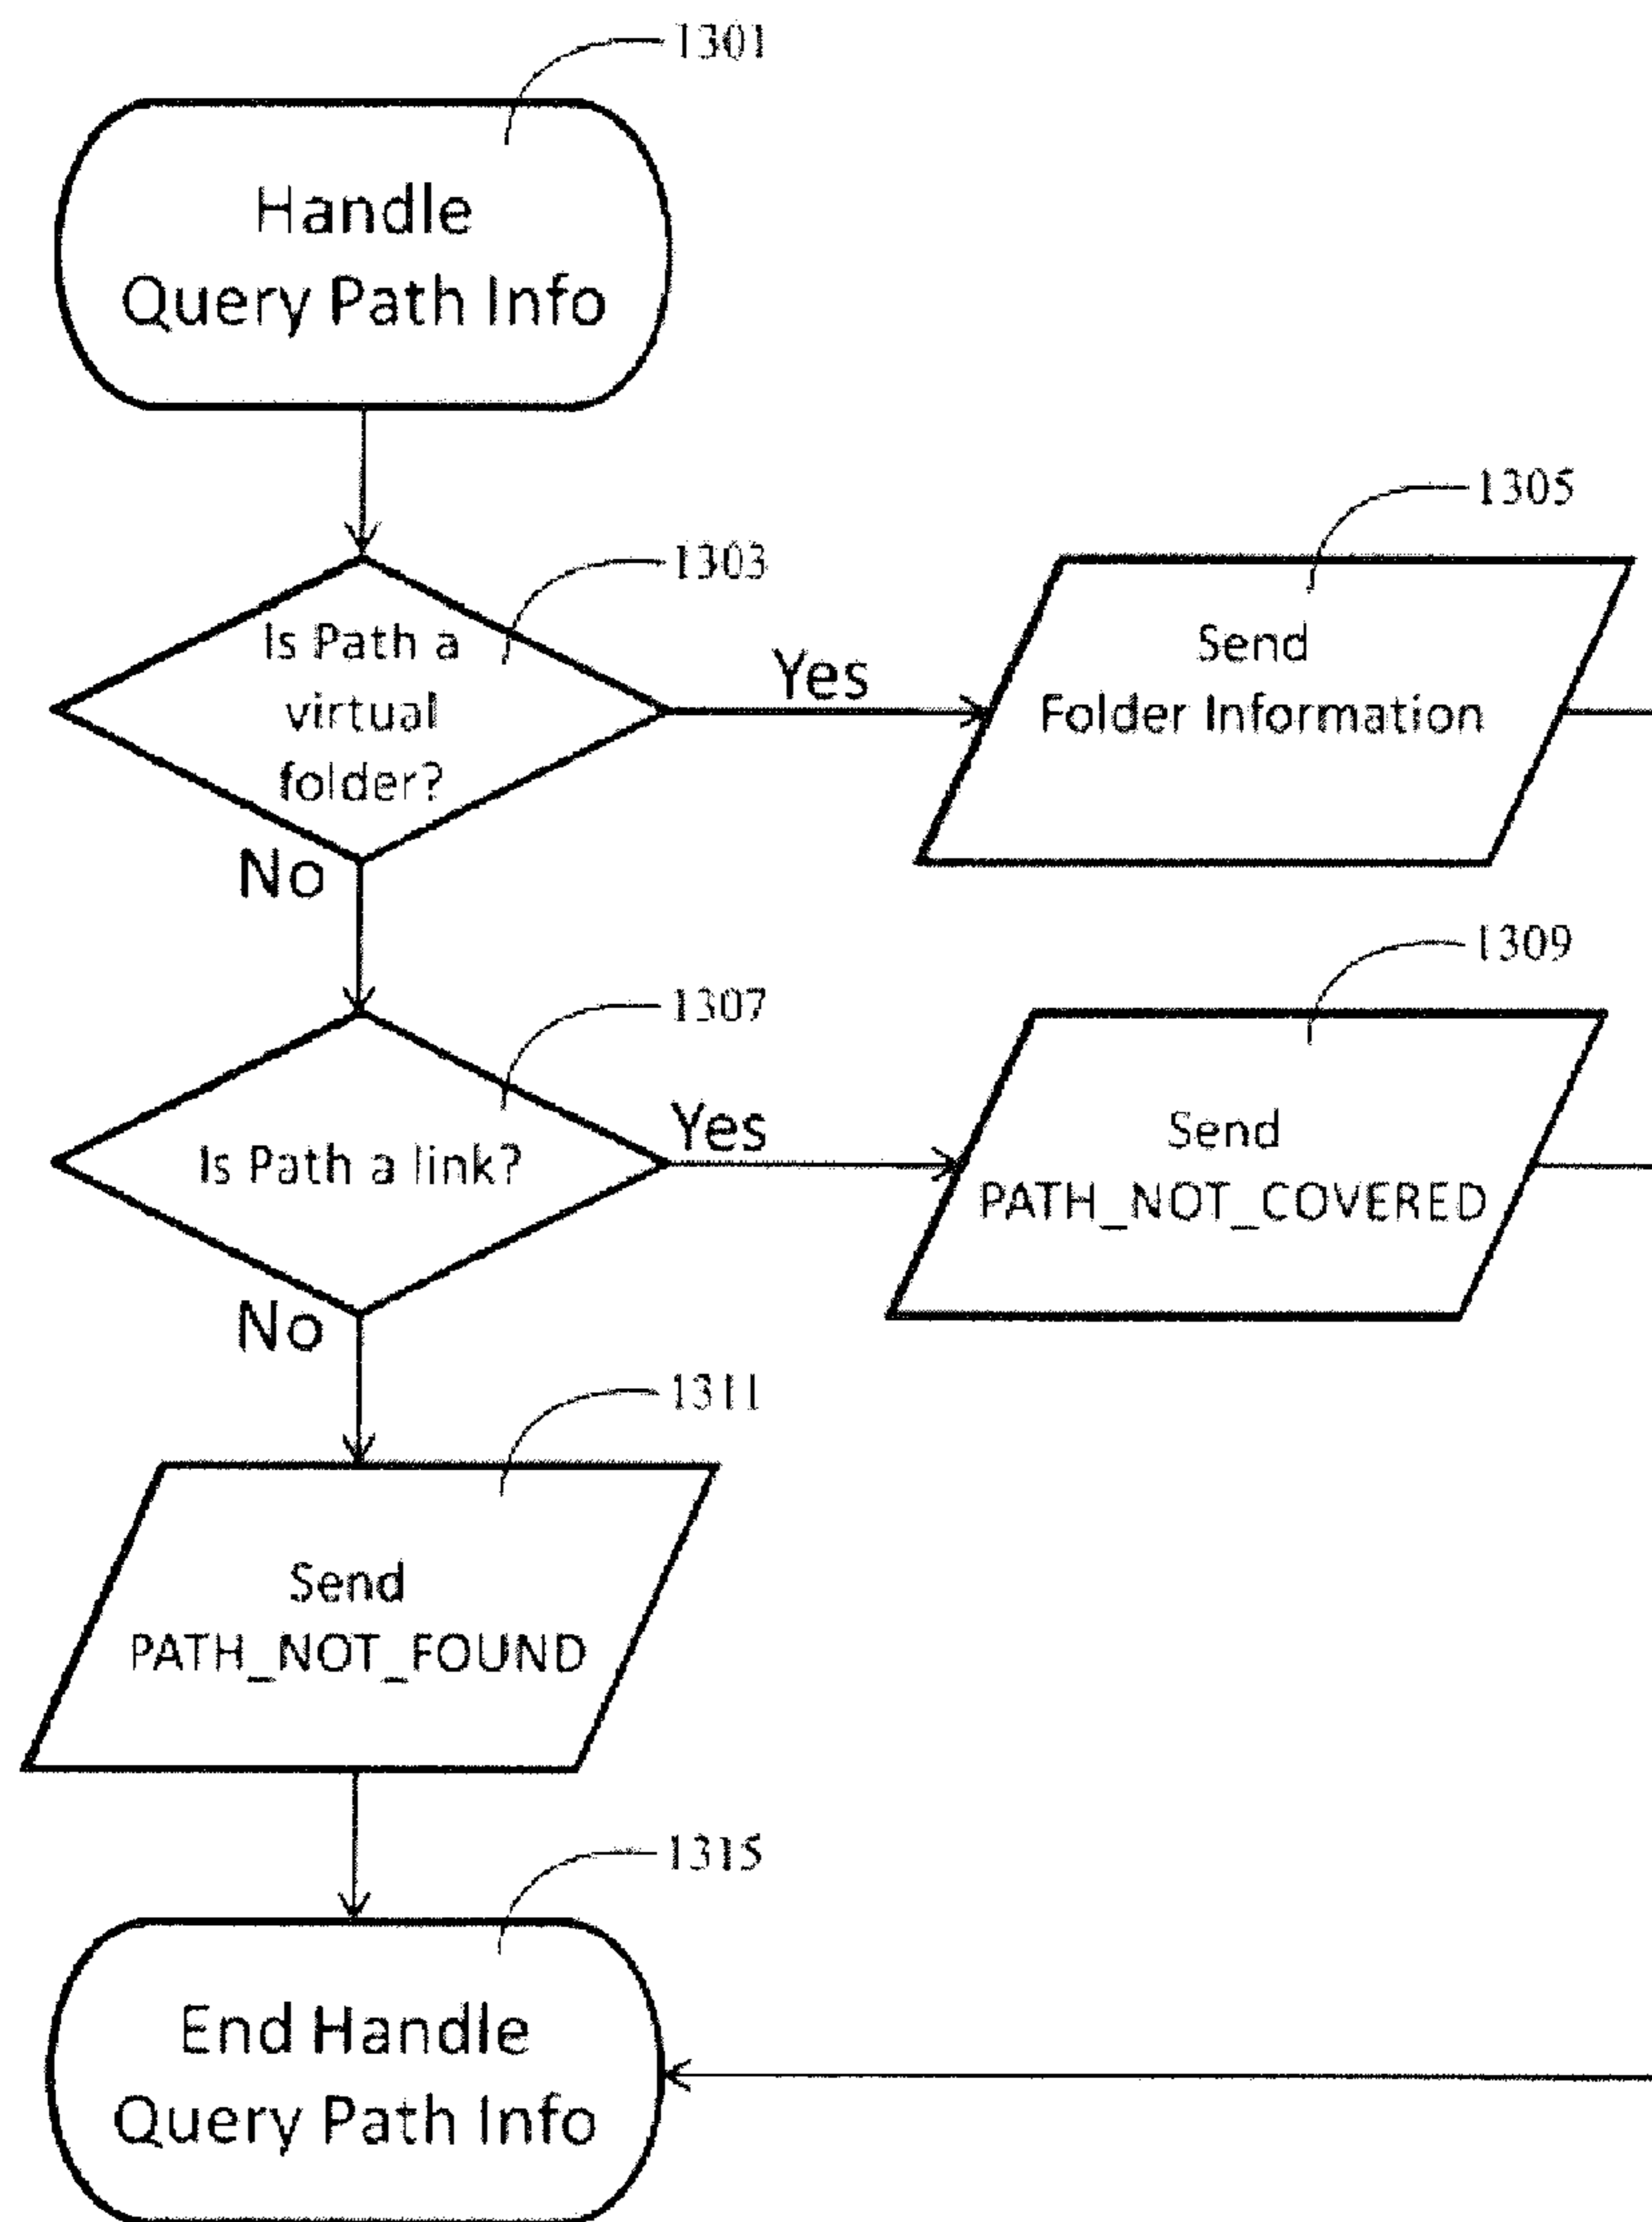 1301
Handle
Query Path Info
1303
Is Path a
virtual
folder?
Yes
1305
Send
Folder Information
No
1307
Is Path a link?
Yes
1309
Send
PATH_NOT_COVERED
No
1311
Send
PATH_NOT_FOUND
1315
End Handle
Query Path Info